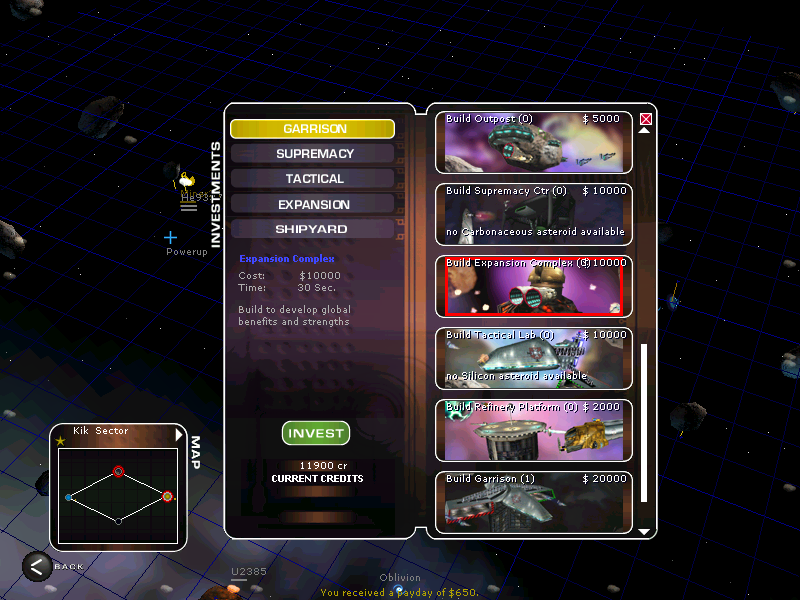 GARRISON
SUPREMACY
TACTICAL
EXPANSION
SHIPYARD
INVESTMENTS
Expansion Complex
Cost: $10000
Time: 30 Sec.
Build to develop global
benefits and strengths
INVEST
11900 cr
CURRENT CREDITS
Build Outpost (0) $ 5000
Build Supremacy Ctr (0) $ 10000
no Carbonaceous asteroid available
Build Expansion Complex (0) $ 10000
Build Tactical Lab (0) $ 10000
no Silicon asteroid available
Build Refinery Platform (0) $ 2000
Build Garrison (1) $ 20000
Powerup
Kik Sector
MAP
BACK
U2385
Oblivion
You received a payday of $650.